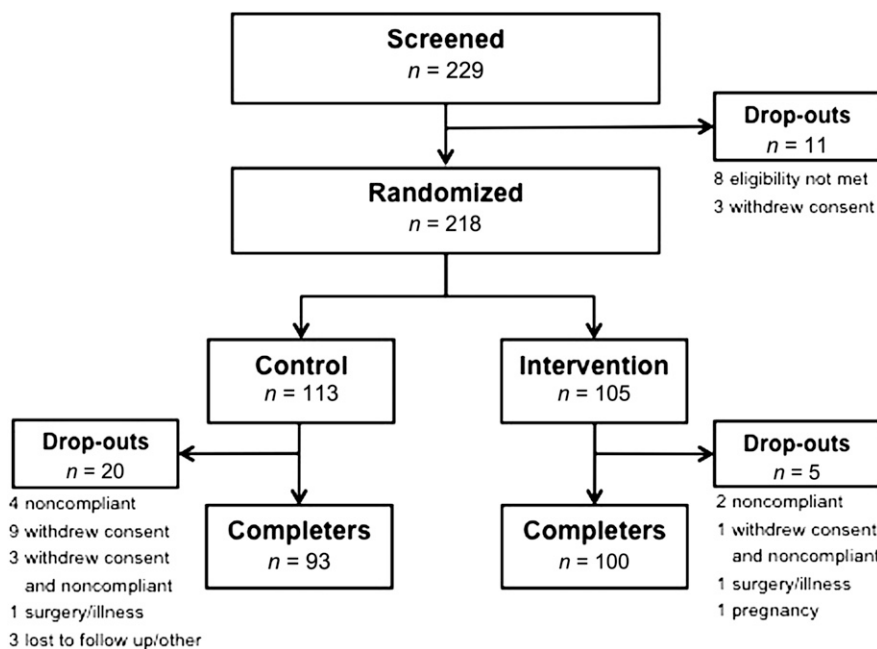 Screened
n = 229
Drop-outs
n = 11
8 eligibility not met
3 withdrew consent
Randomized
n = 218
Control
n = 113
Intervention
n = 105
Drop-outs
n = 20
4 noncompliant
9 withdrew consent
3 withdrew consent
and noncompliant
1 surgery/illness
3 lost to follow up/other
Completers
n = 93
Completers
n = 100
Drop-outs
n = 5
2 noncompliant
1 withdrew consent
and noncompliant
1 surgery/illness
1 pregnancy